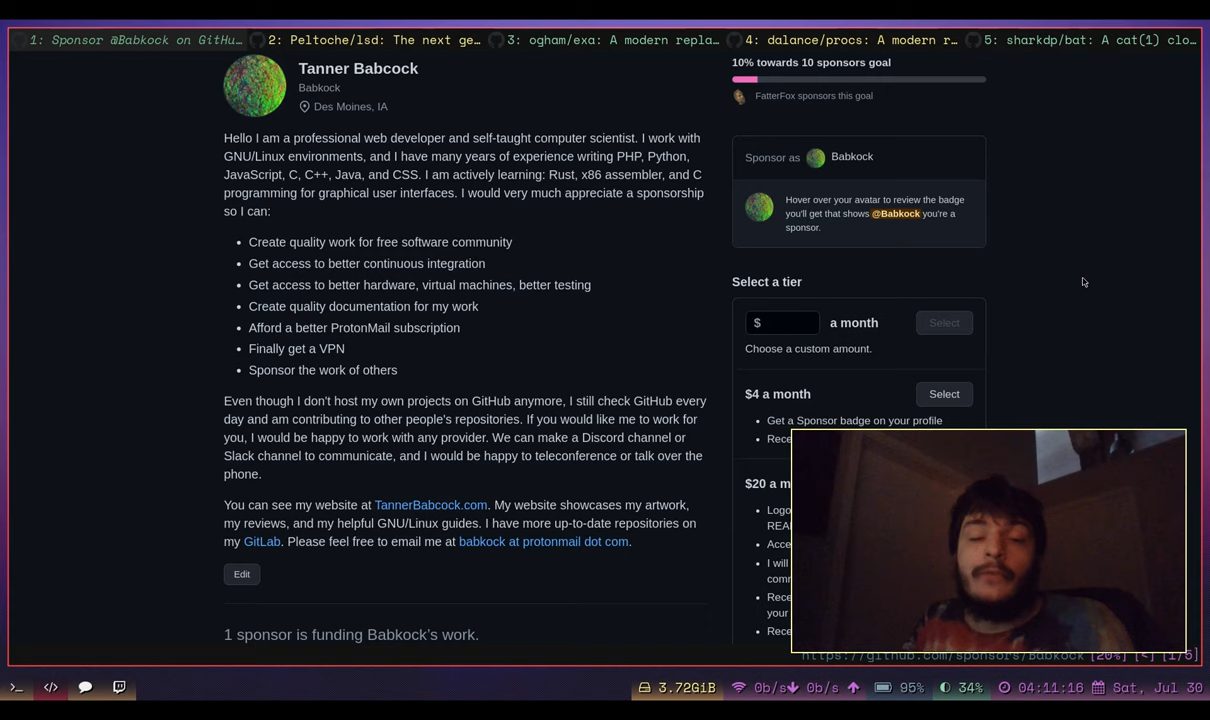 1: Sponsor @Babkock on GitHu… 2: Peltoche/lsd: The next ge… 3: ogham/exa: A modern repla… 4: dalance/procs: A modern r… 5: sharkdp/bat: A cat(1) clo…
Tanner Babcock
Babkock
Des Moines, IA
Hello I am a professional web developer and self-taught computer scientist. I work with
GNU/Linux environments, and I have many years of experience writing PHP, Python,
JavaScript, C, C++, Java, and CSS. I am actively learning: Rust, x86 assembler, and C
programming for graphical user interfaces. I would very much appreciate a sponsorship
so I can:
• Create quality work for free software community
• Get access to better continuous integration
• Get access to better hardware, virtual machines, better testing
• Create quality documentation for my work
• Afford a better ProtonMail subscription
• Finally get a VPN
• Sponsor the work of others
Even though I don't host my own projects on GitHub anymore, I still check GitHub every
day and am contributing to other people's repositories. If you would like me to work for
you, I would be happy to work with any provider. We can make a Discord channel or
Slack channel to communicate, and I would be happy to teleconference or talk over the
phone.
You can see my website at TannerBabcock.com. My website showcases my artwork,
my reviews, and my helpful GNU/Linux guides. I have more up-to-date repositories on
my GitLab. Please feel free to email me at babkock at protonmail dot com.
Edit
1 sponsor is funding Babkock's work.
10% towards 10 sponsors goal
FatterFox sponsors this goal
Sponsor as Babkock
Hover over your avatar to review the badge
you'll get that shows @Babkock you're a
sponsor.
Select a tier
$ a month Select
Choose a custom amount.
$4 a month Select
• Get a Sponsor badge on your profile
• Rece
$20 a m
• Logo
REA
• Acce
• I will
comm
• Rece
your
• Rece
https://github.com/sponsors/Babkock [20%] [<] [1/5]
3.72GiB 0b/s 0b/s 95% 34% 04:11:16 Sat, Jul 30